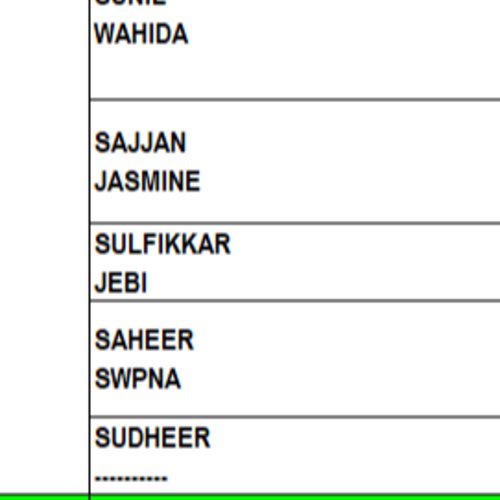 WAHIDA
SAJJAN
JASMINE
SULFIKKAR
JEBI
SAHEER
SWPNA
SUDHEER
----------